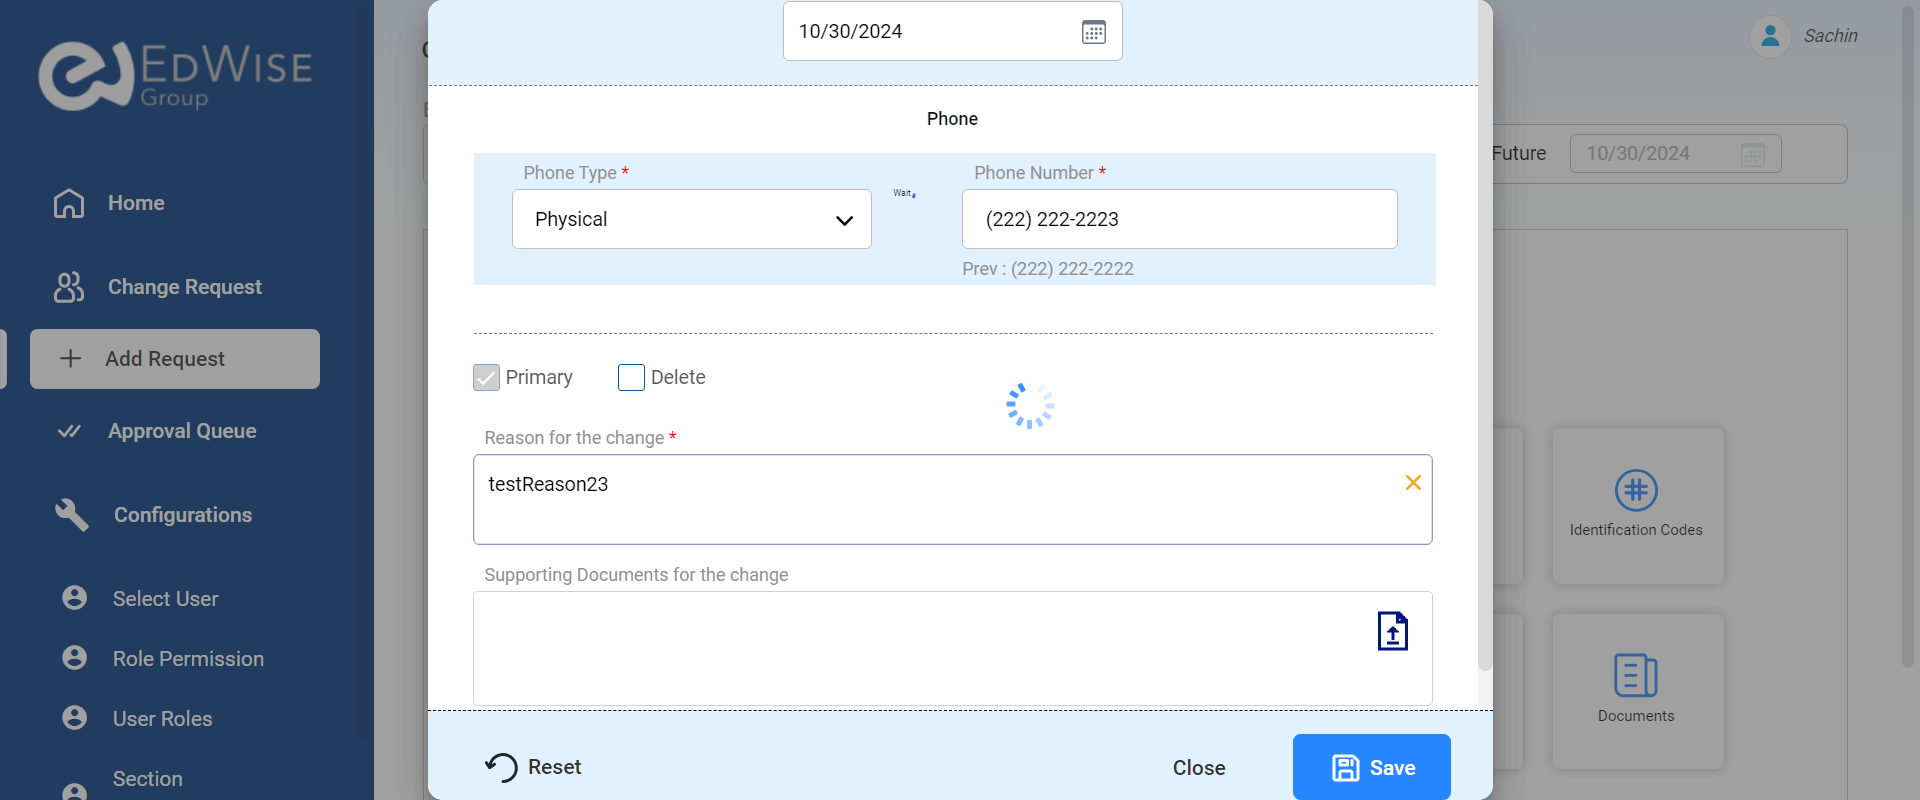 EDWISE
Group
Home
Change Request
Add Request
Approval Queue
Configurations
Select User
Role Permission
User Roles
Section
10/30/2024
Phone
Phone Type *
Physical
Wait
Phone Number *
(222) 222-2223
Prev : (222) 222-2222
Primary
Delete
Reason for the change *
testReason23
Supporting Documents for the change
Reset
Close
Save
Sachin
Future
10/30/2024
Identification Codes
Documents